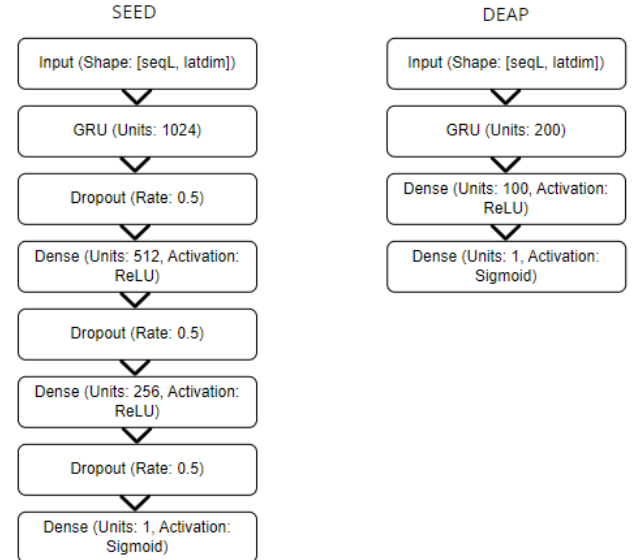 SEED
Input (Shape: [seqL, latdim])
GRU (Units: 1024)
Dropout (Rate: 0.5)
Dense (Units: 512, Activation:
ReLU)
Dropout (Rate: 0.5)
Dense (Units: 256, Activation:
ReLU)
Dropout (Rate: 0.5)
Dense (Units: 1, Activation:
Sigmoid)
DEAP
Input (Shape: [seqL, latdim])
GRU (Units: 200)
Dense (Units: 100, Activation:
ReLU)
Dense (Units: 1, Activation:
Sigmoid)